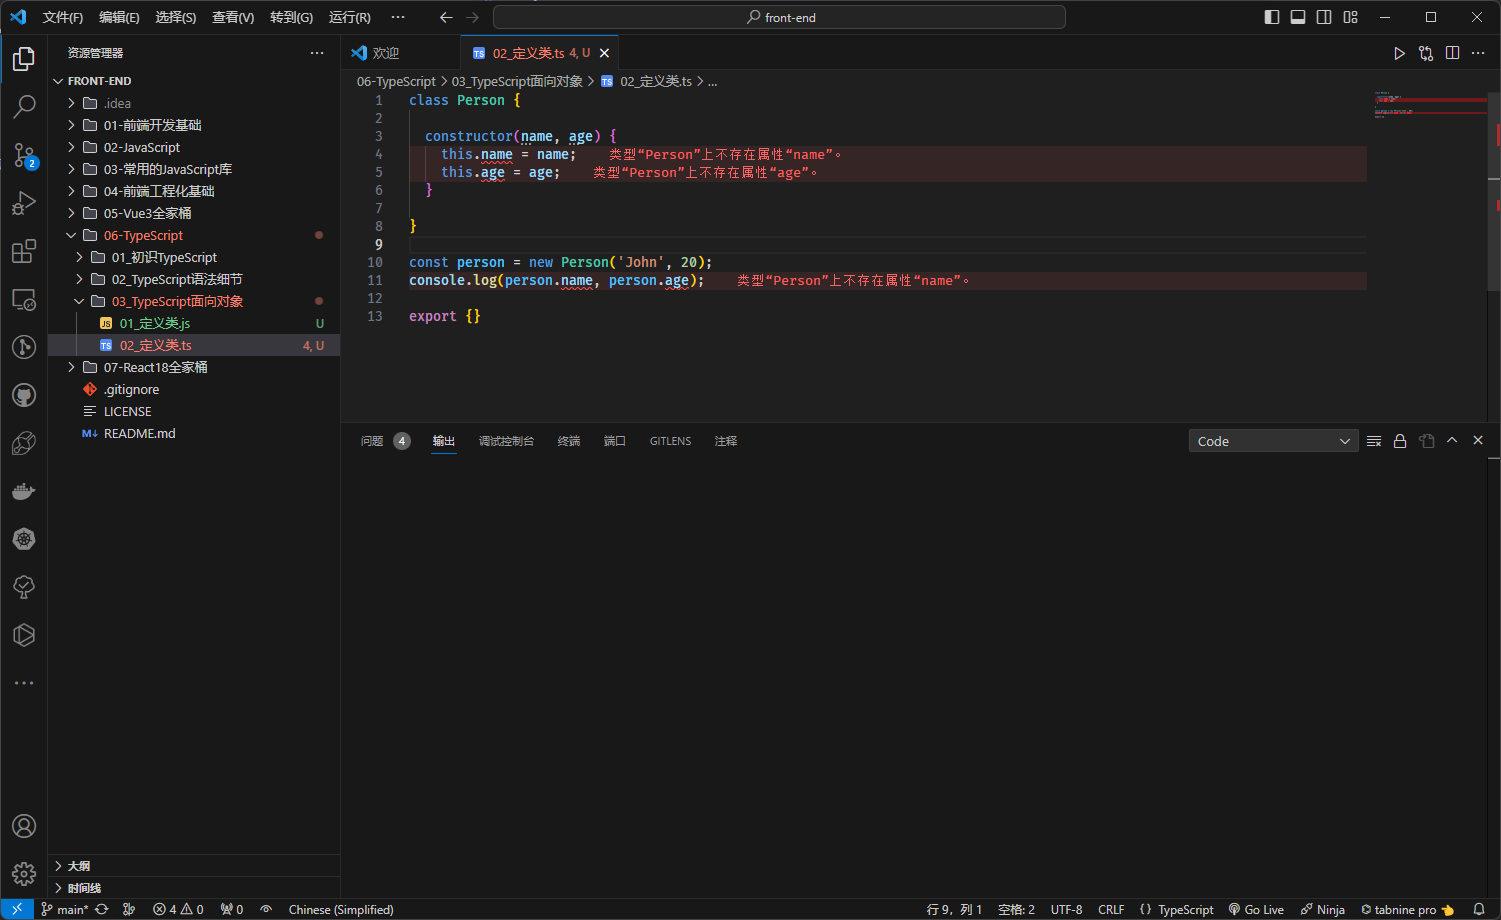 文件(F) 编辑(E) 选择(S) 查看(V) 转到(G) 运行(R) ··· front-end
资源管理器 ···
欢迎 TS 02_定义类.ts 4, U
FRONT-END
.idea
01-前端开发基础
02-JavaScript
03-常用的JavaScript库
04-前端工程化基础
05-Vue3全家桶
06-TypeScript
01_初识TypeScript
02_TypeScript语法细节
03_TypeScript面向对象
JS 01_定义类.js U
TS 02_定义类.ts 4, U
07-React18全家桶
.gitignore
LICENSE
M↓ README.md
大纲
时间线
2
06-TypeScript > 03_TypeScript面向对象 > TS 02_定义类.ts > ...
1 class Person {
2
3 constructor(name, age) {
4 this.name = name; 类型“Person”上不存在属性“name”。
5 this.age = age; 类型“Person”上不存在属性“age”。
6 }
7
8 }
9
10 const person = new Person('John', 20);
11 console.log(person.name, person.age); 类型“Person”上不存在属性“name”。
12
13 export {}
问题 4 输出 调试控制台 终端 端口 GITLENS 注释 Code
main* 4 0 0 Chinese (Simplified) 行 9，列 1 空格: 2 UTF-8 CRLF { } TypeScript Go Live Ninja tabnine pro